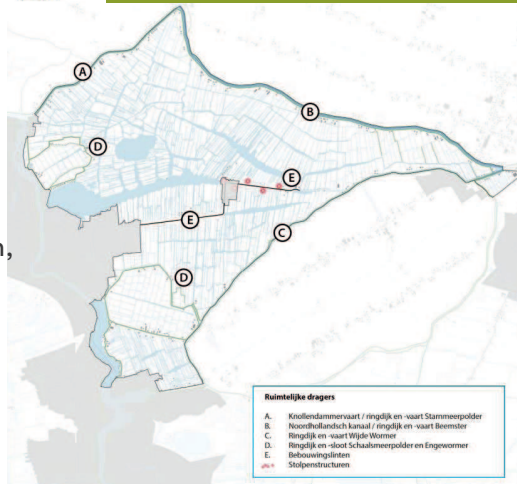 A
B
D
E
n,
E
C
D
Ruimtelijke dragers
A. Knollendammervaart / ringdijk en -vaart Stammeerpolder
B. Noordhollandsch kanaal / ringdijk en -vaart Beemster
C. Ringdijk en -vaart Wijde Wormer
D. Ringdijk en -sloot Schaalsmeerpolder en Engewormer
E. Bebouwingslinten
Stolpenstructuren